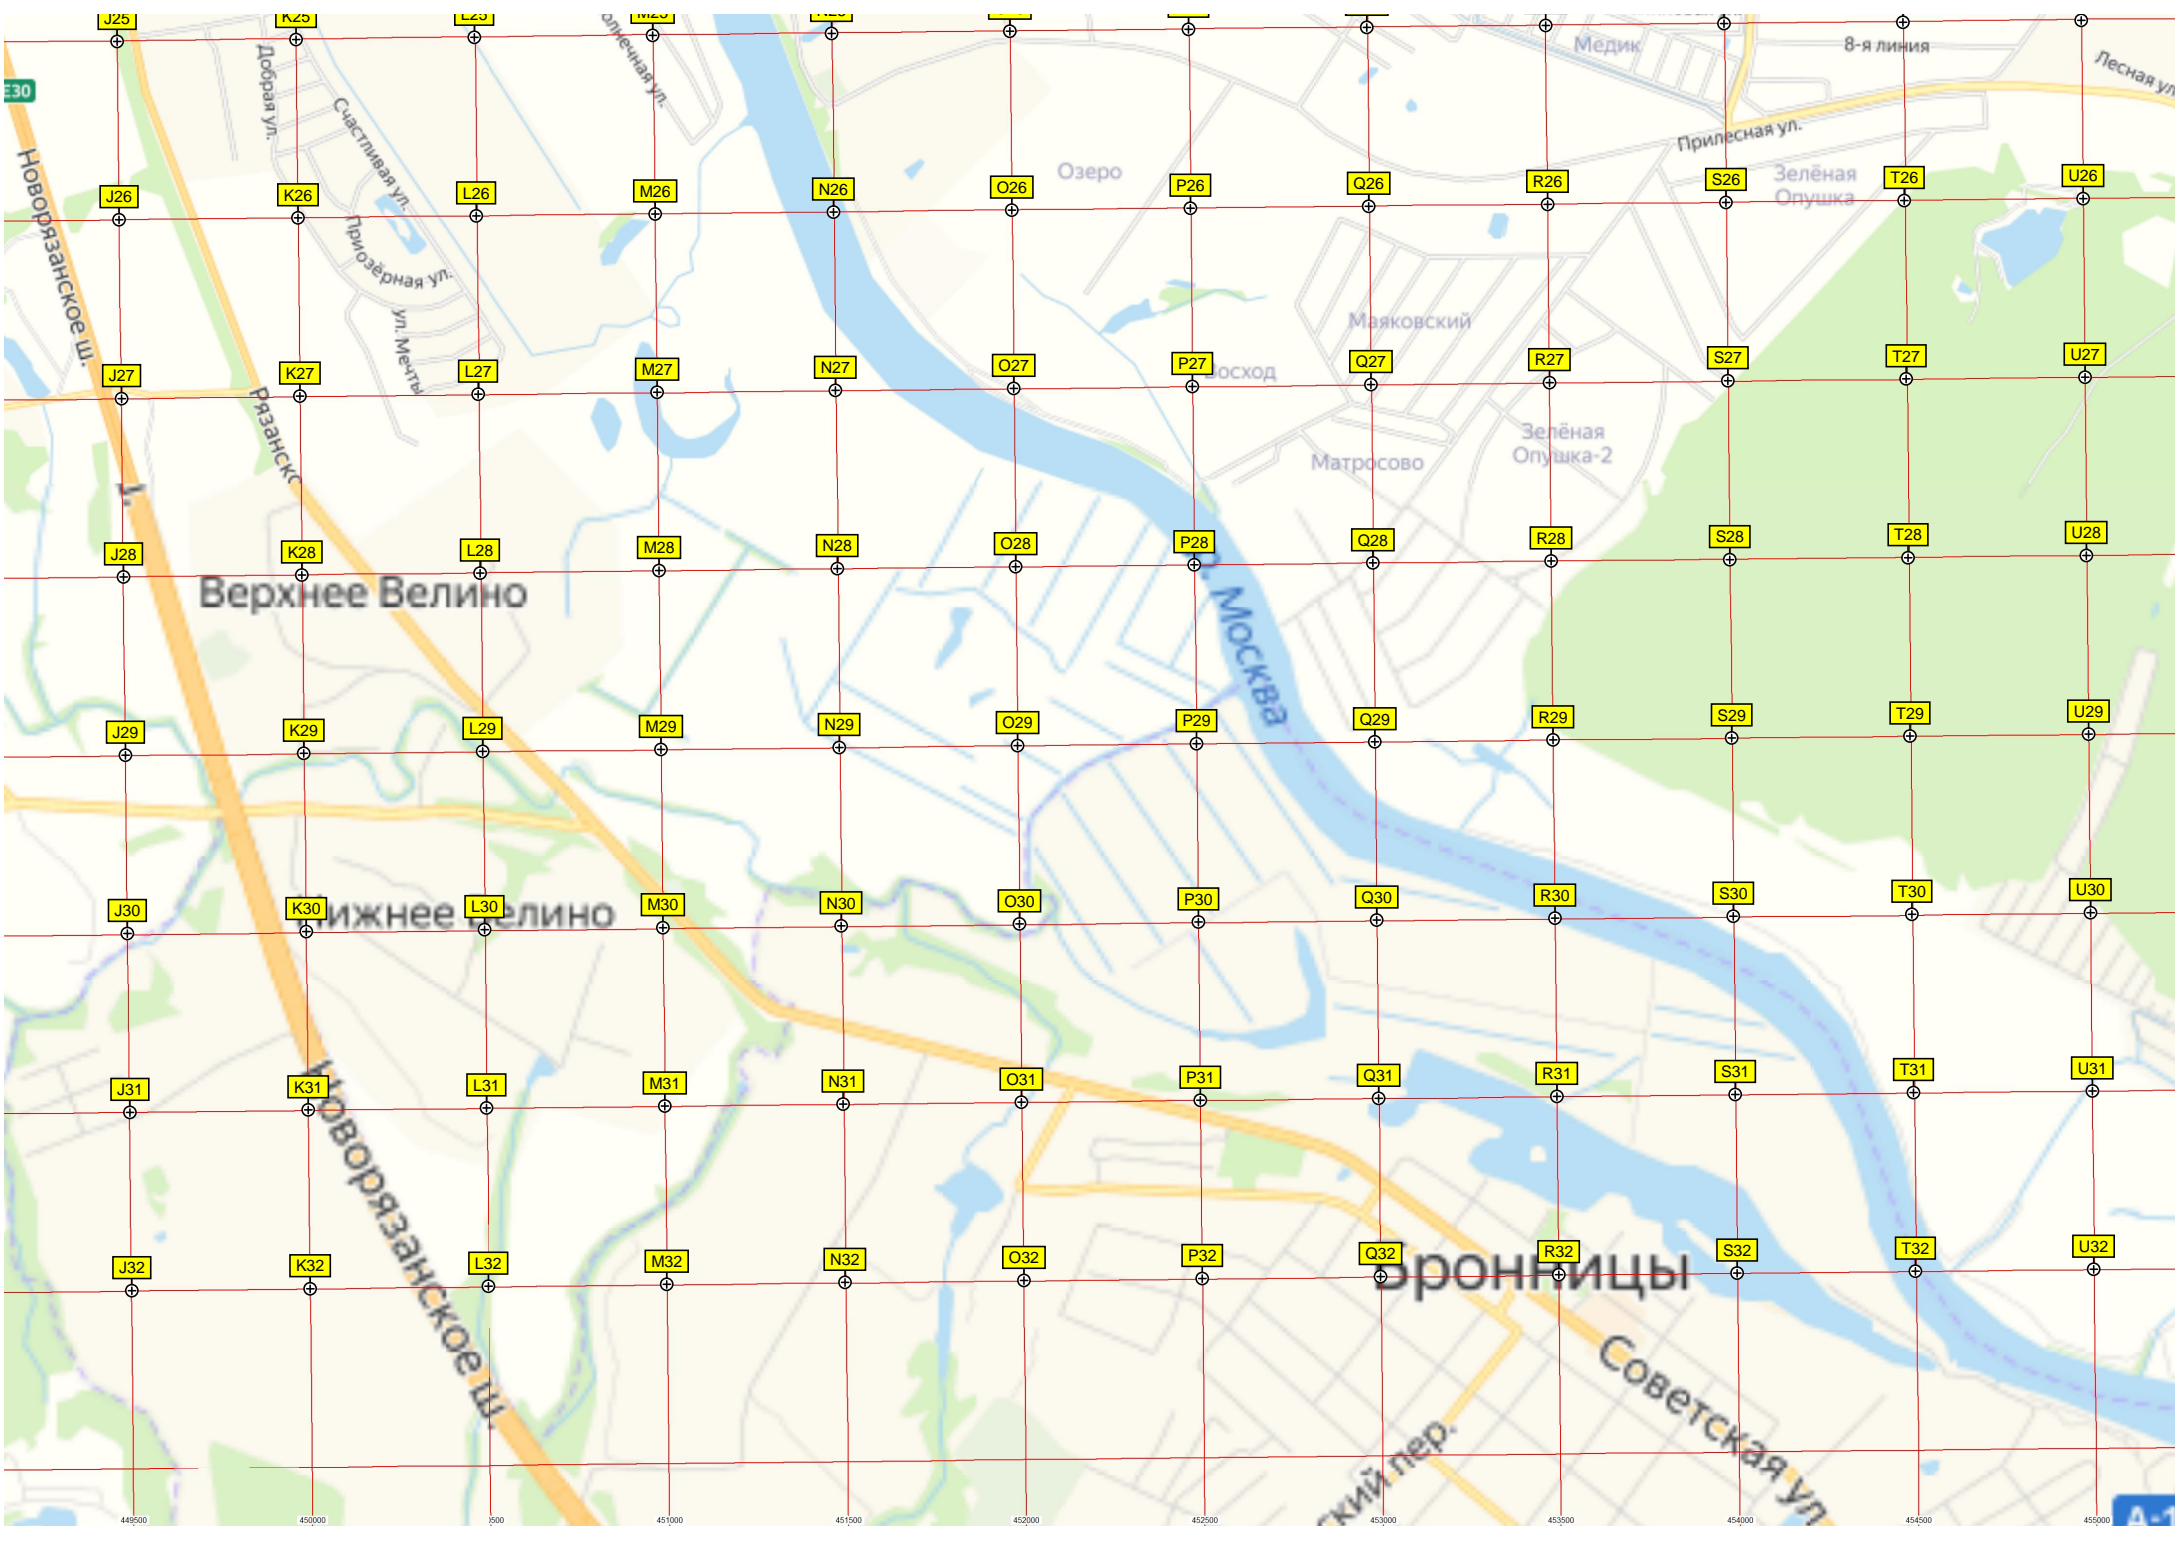 J25 K25 L25 M25
Медик
8-я линия
Лесная ул.
E30
Добрая ул.
Счастливая ул.
Прилесная ул.
Новорязанское ш.
Озеро
Зелёная
Опушка
J26 K26 L26 M26 N26 O26 P26 Q26 R26 S26 T26 U26
Приозёрная ул.
ул. Мечты
Маяковский
J27 K27 L27 M27 N27 O27 P27 Q27 R27 S27 T27 U27
Зелёная
Опушка-2
Матросово
J28 K28 L28 M28 N28 O28 P28 Q28 R28 S28 T28 U28
Верхнее Велино
Москва
J29 K29 L29 M29 N29 O29 P29 Q29 R29 S29 T29 U29
J30 K30 L30 M30 N30 O30 P30 Q30 R30 S30 T30 U30
J31 K31 L31 M31 N31 O31 P31 Q31 R31 S31 T31 U31
Новорязанское ш.
J32 K32 L32 M32 N32 O32 P32 Q32 R32 S32 T32 U32
Бронницы
Советская ул.
ский пер.
A-1
449500 450000 451000 451500 452000 452500 453000 453500 454000 454500 455000